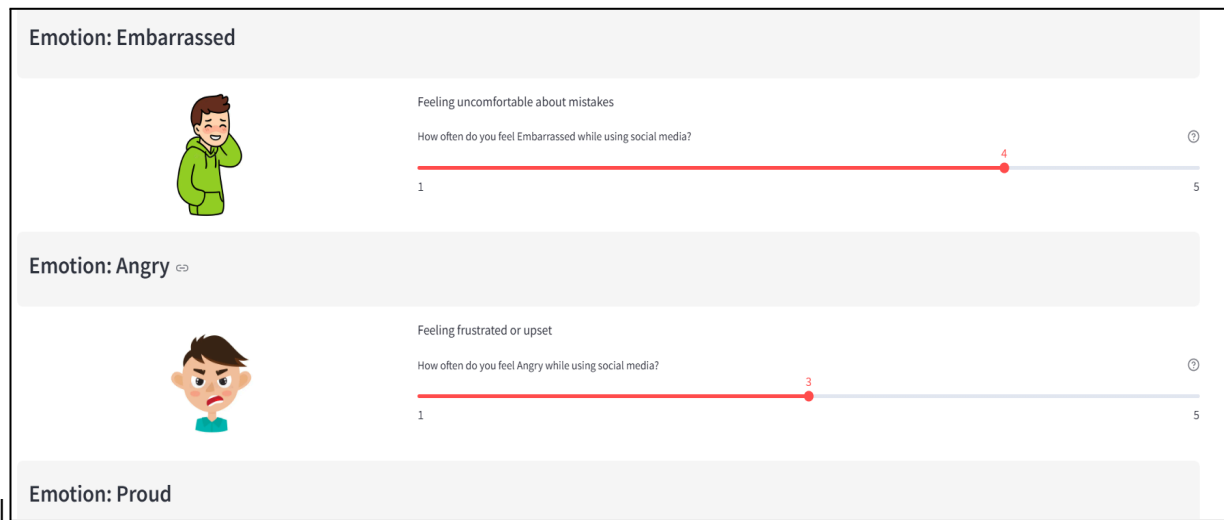 Emotion: Embarrassed
Feeling uncomfortable about mistakes
How often do you feel Embarrassed while using social media?
4
1 5
Emotion: Angry
Feeling frustrated or upset
How often do you feel Angry while using social media?
3
1 5
Emotion: Proud